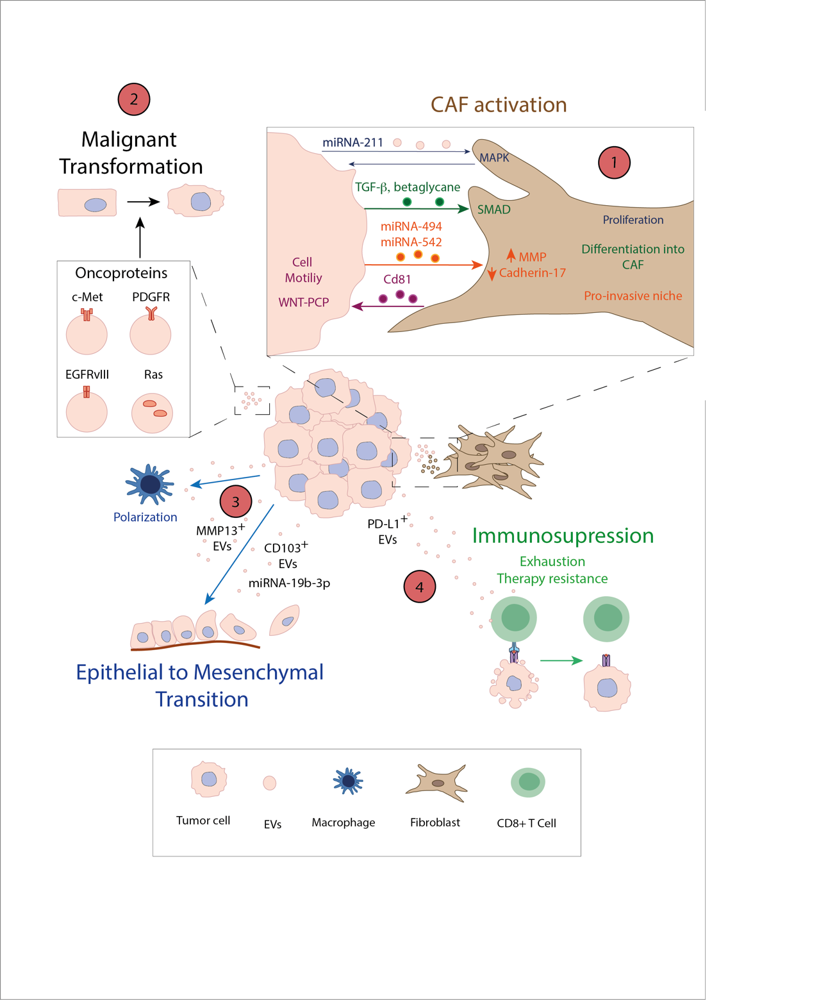 2
Malignant
Transformation
Oncoproteins
c-Met
PDGFR
EGFRvIII
Ras
CAF activation
1
miRNA-211
MAPK
TGF-β, betaglycane
SMAD
miRNA-494
miRNA-542
MMP
Cadherin-17
Cd81
Cell
Motiliy
WNT-PCP
Proliferation
Differentiation into
CAF
Pro-invasive niche
Polarization
3
MMP13+
EVs
CD103+
EVs
miRNA-19b-3p
Epithelial to Mesenchymal
Transition
PD-L1+
EVs
4
Immunosupression
Exhaustion
Therapy resistance
Tumor cell
EVs
Macrophage
Fibroblast
CD8+ T Cell